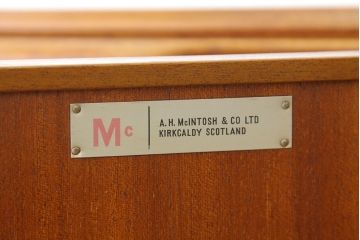 Mc
A.H. McINTOSH & CO LTD
KIRKCALDY SCOTLAND